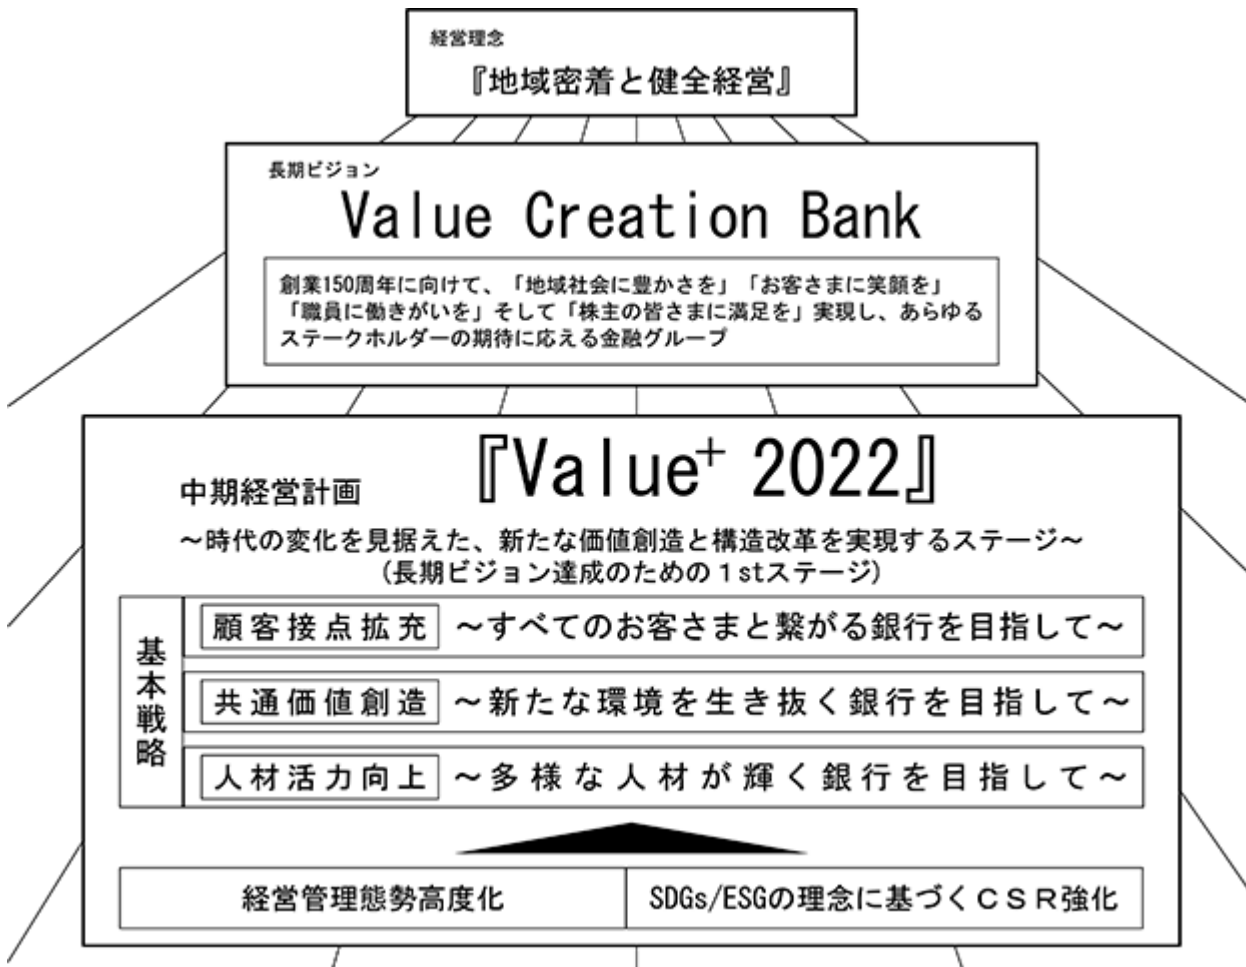 経営理念
『地域密着と健全経営』
長期ビジョン
Value Creation Bank
創業150周年に向けて、「地域社会に豊かさを」「お客さまに笑顔を」
「職員に働きがいを」そして「株主の皆さまに満足を」実現し、あらゆる
ステークホルダーの期待に応える金融グループ
中期経営計画 『Value⁺ 2022』
～時代の変化を見据えた、新たな価値創造と構造改革を実現するステージ～
(長期ビジョン達成のための１stステージ)
基本戦略
顧客接点拡充 ～すべてのお客さまと繋がる銀行を目指して～
共通価値創造 ～新たな環境を生き抜く銀行を目指して～
人材活力向上 ～多様な人材が輝く銀行を目指して～
経営管理態勢高度化 SDGs/ESGの理念に基づくＣＳＲ強化